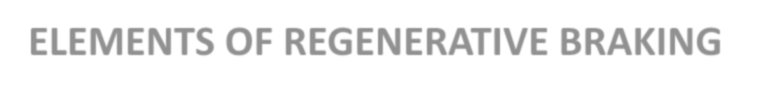 ELEMENTS OF REGENERATIVE BRAKING